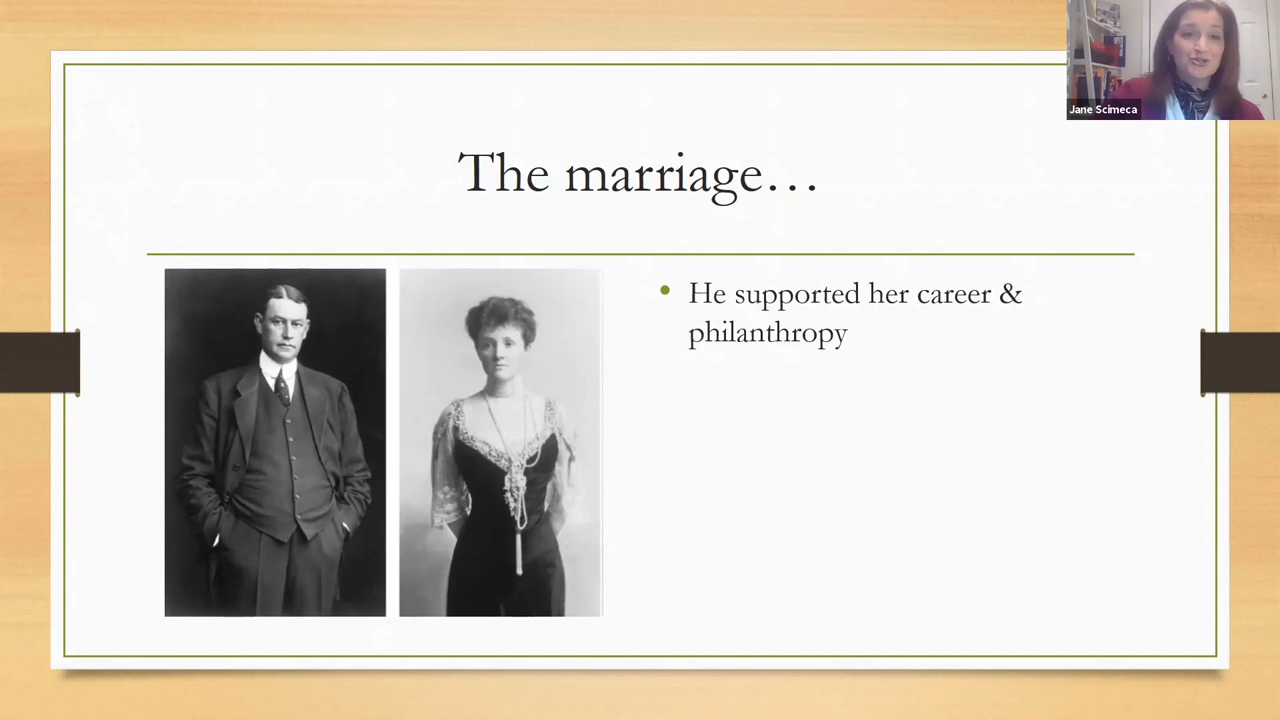 Jane Scimeca
The marriage…
• He supported her career &
philanthropy